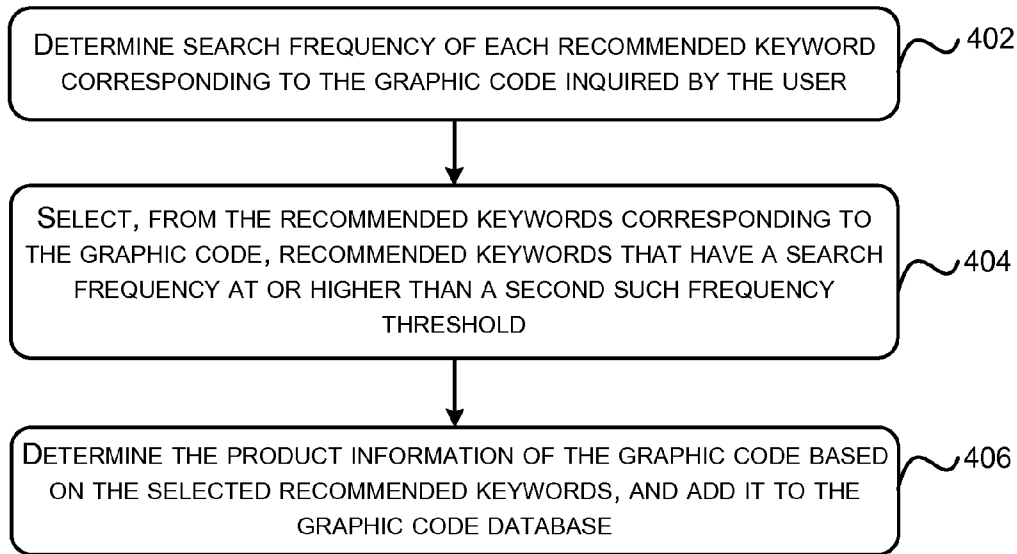 DETERMINE SEARCH FREQUENCY OF EACH RECOMMENDED KEYWORD
CORRESPONDING TO THE GRAPHIC CODE INQUIRED BY THE USER
402
SELECT, FROM THE RECOMMENDED KEYWORDS CORRESPONDING TO
THE GRAPHIC CODE, RECOMMENDED KEYWORDS THAT HAVE A SEARCH
FREQUENCY AT OR HIGHER THAN A SECOND SUCH FREQUENCY
THRESHOLD
404
DETERMINE THE PRODUCT INFORMATION OF THE GRAPHIC CODE BASED
ON THE SELECTED RECOMMENDED KEYWORDS, AND ADD IT TO THE
GRAPHIC CODE DATABASE
406